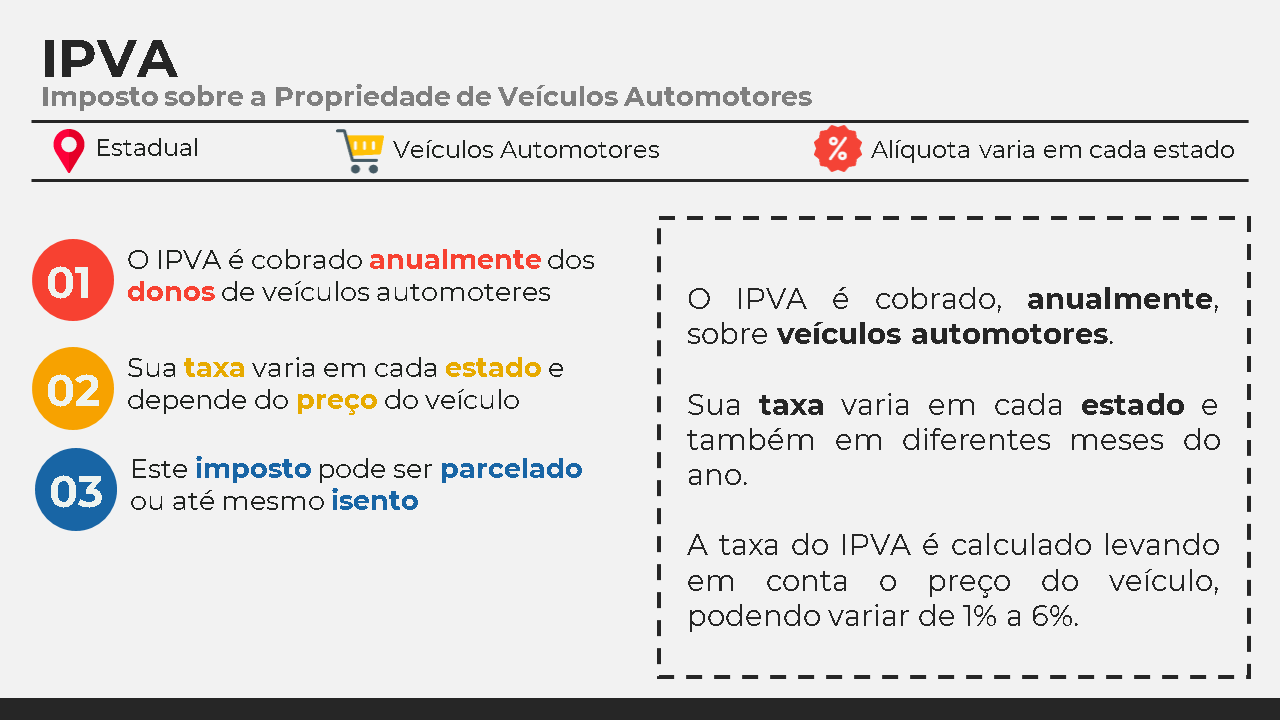 IPVA
Imposto sobre a Propriedade de Veículos Automotores
Estadual
Veículos Automotores
%
Alíquota varia em cada estado
01
O IPVA é cobrado anualmente dos
donos de veículos automoteres
02
Sua taxa varia em cada estado e
depende do preço do veículo
03
Este imposto pode ser parcelado
ou até mesmo isento
O IPVA é cobrado, anualmente,
sobre veículos automotores.
Sua taxa varia em cada estado e
também em diferentes meses do
ano.
A taxa do IPVA é calculado levando
em conta o preço do veículo,
podendo variar de 1% a 6%.